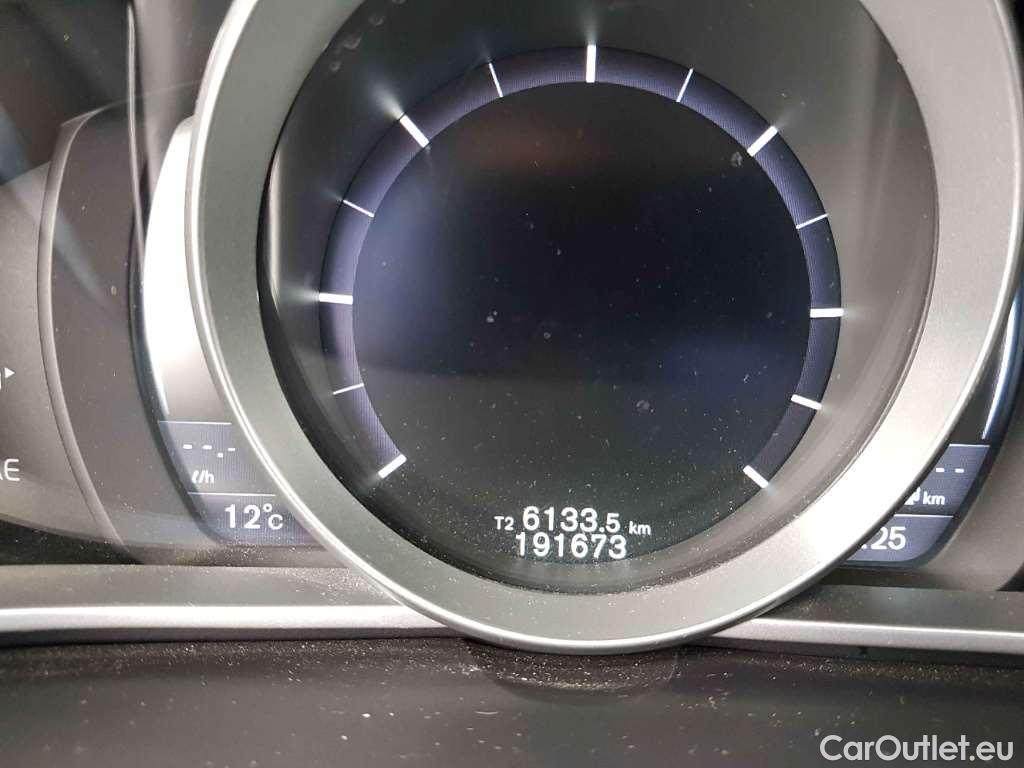 --.-
ℓ/h
12°C
T2 6133.5 km
191673
--
km
:25
CarOutlet.eu